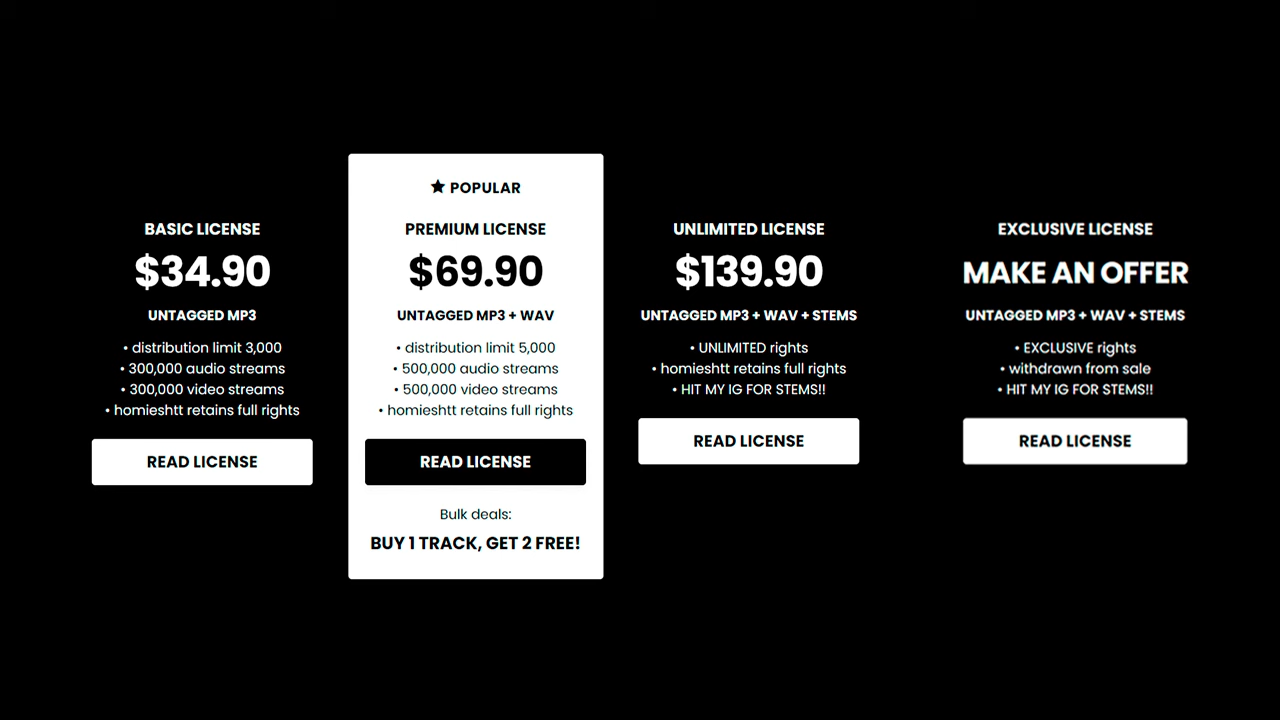 BASIC LICENSE
$34.90
UNTAGGED MP3
• distribution limit 3,000
• 300,000 audio streams
• 300,000 video streams
• homieshtt retains full rights
READ LICENSE
★ POPULAR
PREMIUM LICENSE
$69.90
UNTAGGED MP3 + WAV
• distribution limit 5,000
• 500,000 audio streams
• 500,000 video streams
• homieshtt retains full rights
READ LICENSE
Bulk deals:
BUY 1 TRACK, GET 2 FREE!
UNLIMITED LICENSE
$139.90
UNTAGGED MP3 + WAV + STEMS
• UNLIMITED rights
• homieshtt retains full rights
• HIT MY IG FOR STEMS!!
READ LICENSE
EXCLUSIVE LICENSE
MAKE AN OFFER
UNTAGGED MP3 + WAV + STEMS
• EXCLUSIVE rights
• withdrawn from sale
• HIT MY IG FOR STEMS!!
READ LICENSE